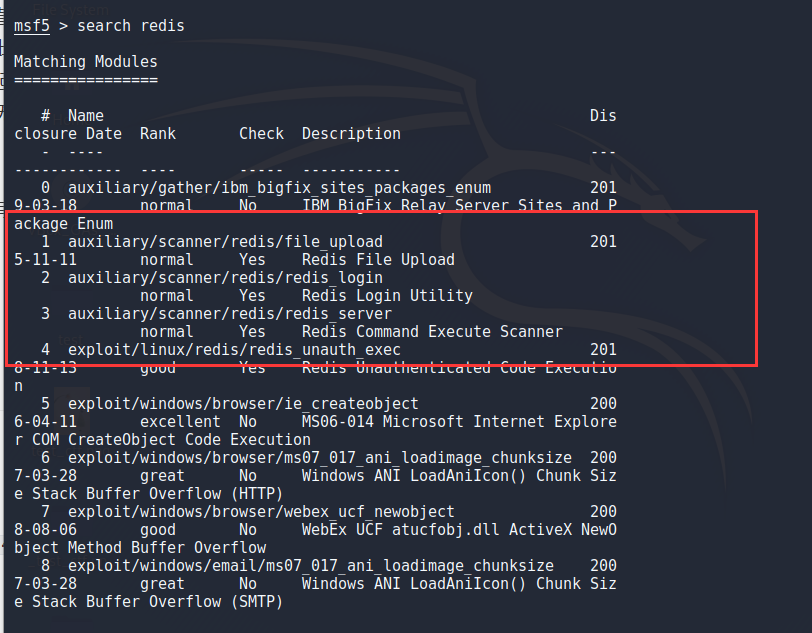 msf5 > search redis
Matching Modules
================
#  Name                                                      Dis
closure Date  Rank       Check  Description
-  ----                                                      ---
------------  ----       -----  -----------
0  auxiliary/gather/ibm_bigfix_sites_packages_enum           201
9-03-18       normal     No     IBM BigFix Relay Server Sites and P
ackage Enum
1  auxiliary/scanner/redis/file_upload                       201
5-11-11       normal     Yes    Redis File Upload
2  auxiliary/scanner/redis/redis_login
normal     Yes    Redis Login Utility
3  auxiliary/scanner/redis/redis_server
normal     Yes    Redis Command Execute Scanner
4  exploit/linux/redis/redis_unauth_exec                     201
8-11-13       good       Yes    Redis Unauthenticated Code Executio
n
5  exploit/windows/browser/ie_createobject                   200
6-04-11       excellent  No     MS06-014 Microsoft Internet Explore
r COM CreateObject Code Execution
6  exploit/windows/browser/ms07_017_ani_loadimage_chunksize  200
7-03-28       great      No     Windows ANI LoadAniIcon() Chunk Siz
e Stack Buffer Overflow (HTTP)
7  exploit/windows/browser/webex_ucf_newobject               200
8-08-06       good       No     WebEx UCF atucfobj.dll ActiveX NewO
bject Method Buffer Overflow
8  exploit/windows/email/ms07_017_ani_loadimage_chunksize    200
7-03-28       great      No     Windows ANI LoadAniIcon() Chunk Siz
e Stack Buffer Overflow (SMTP)